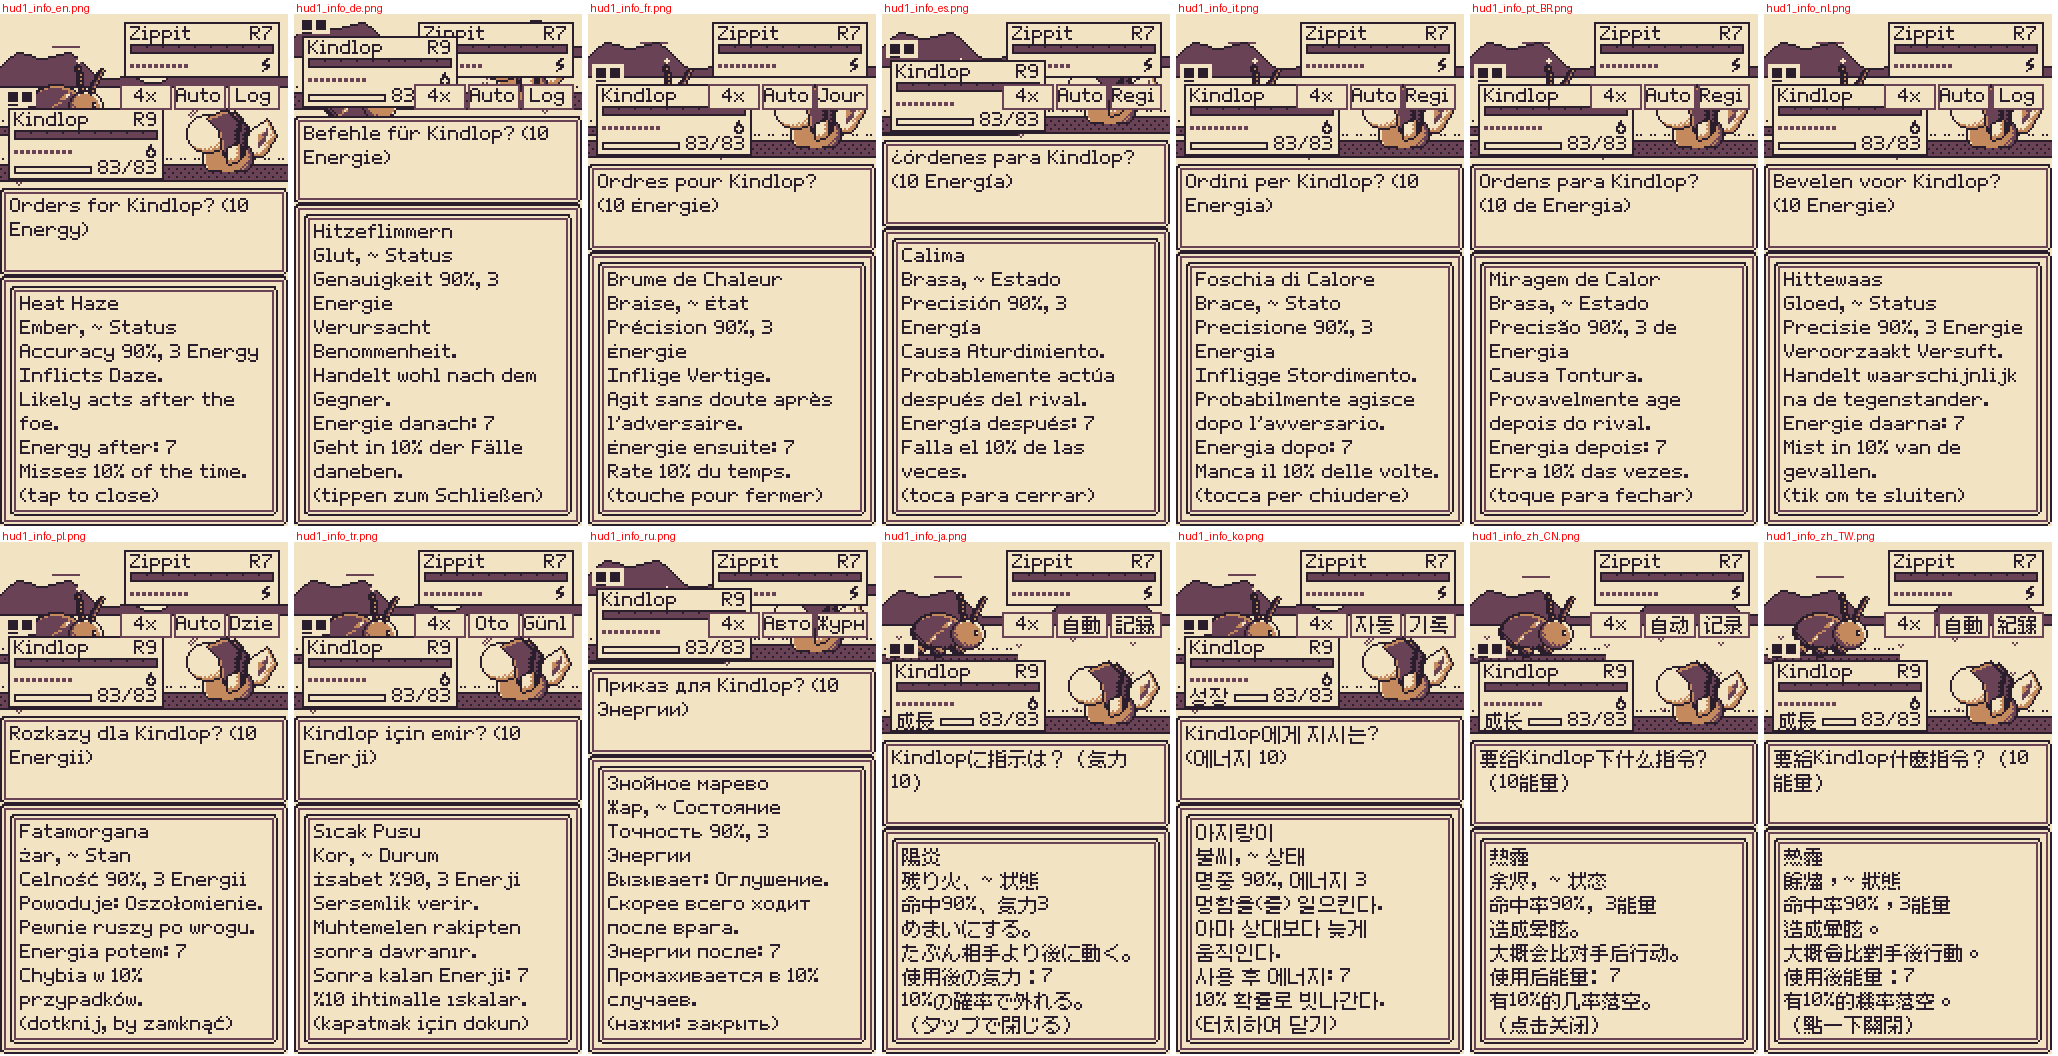 hud1_info_en.png
Zippit R7
4x Auto Log
Kindlop R9
83/83
Orders for Kindlop? (10
Energy)
Heat Haze
Ember, ~ Status
Accuracy 90%, 3 Energy
Inflicts Daze.
Likely acts after the
foe.
Energy after: 7
Misses 10% of the time.
(tap to close)
hud1_info_de.png
Zippit R7
Kindlop R9
83
4x Auto Log
Befehle für Kindlop? (10
Energie)
Hitzeflimmern
Glut, ~ Status
Genauigkeit 90%, 3
Energie
Verursacht
Benommenheit.
Handelt wohl nach dem
Gegner.
Energie danach: 7
Geht in 10% der Fälle
daneben.
(tippen zum Schließen)
hud1_info_fr.png
Zippit R7
Kindlop 4x Auto Jour
83/83
Ordres pour Kindlop?
(10 Énergie)
Brume de Chaleur
Braise, ~ État
Précision 90%, 3
Énergie
Inflige Vertige.
Agit sans doute après
l'adversaire.
Énergie ensuite: 7
Rate 10% du temps.
(touche pour fermer)
hud1_info_es.png
Zippit R7
Kindlop R9
4x Auto Regi
83/83
¿órdenes para Kindlop?
(10 Energía)
Calima
Brasa, ~ Estado
Precisión 90%, 3
Energía
Causa Aturdimiento.
Probablemente actúa
después del rival.
Energía después: 7
Falla el 10% de las
veces.
(toca para cerrar)
hud1_info_it.png
Zippit R7
Kindlop 4x Auto Regi
83/83
Ordini per Kindlop? (10
Energia)
Foschia di Calore
Brace, ~ Stato
Precisione 90%, 3
Energia
Infligge Stordimento.
Probabilmente agisce
dopo l'avversario.
Energia dopo: 7
Manca il 10% delle volte.
(tocca per chiudere)
hud1_info_pt_BR.png
Zippit R7
Kindlop 4x Auto Regi
83/83
Ordens para Kindlop?
(10 de Energia)
Miragem de Calor
Brasa, ~ Estado
Precisão 90%, 3 de
Energia
Causa Tontura.
Provavelmente age
depois do rival.
Energia depois: 7
Erra 10% das vezes.
(toque para fechar)
hud1_info_nl.png
Zippit R7
Kindlop 4x Auto Log
83/83
Bevelen voor Kindlop?
(10 Energie)
Hittewaas
Gloed, ~ Status
Precisie 90%, 3 Energie
Veroorzaakt Versuft.
Handelt waarschijnlijk
na de tegenstander.
Energie daarna: 7
Mist in 10% van de
gevallen.
(tik om te sluiten)
hud1_info_pl.png
Zippit R7
4x Auto Dzie
Kindlop R9
83/83
Rozkazy dla Kindlop? (10
Energii)
Fatamorgana
Żar, ~ Stan
Celność 90%, 3 Energii
Powoduje: Oszołomienie.
Pewnie ruszy po wrogu.
Energia potem: 7
Chybia w 10%
przypadków.
(dotknij, by zamknąć)
hud1_info_tr.png
Zippit R7
4x Oto Günl
Kindlop R9
83/83
Kindlop için emir? (10
Enerji)
Sıcak Pusu
Kor, ~ Durum
İsabet %90, 3 Enerji
Sersemlik verir.
Muhtemelen rakipten
sonra davranır.
Sonra kalan Enerji: 7
%10 ihtimalle ıskalar.
(kapatmak için dokun)
hud1_info_ru.png
Zippit R7
Kindlop R9
4x Авто Журн
83/83
Приказ для Kindlop? (10
Энергии)
Знойное марево
Жар, ~ Состояние
Точность 90%, 3
Энергии
Вызывает: Оглушение.
Скорее всего ходит
после врага.
Энергии после: 7
Промахивается в 10%
случаев.
(нажми: закрыть)
hud1_info_ja.png
Zippit R7
4x 自動 記録
Kindlop R9
成長 83/83
Kindlopに指示は？（気力
10）
陽炎
残り火、~ 状態
命中90%、気力3
めまいにする。
たぶん相手より後に動く。
使用後の気力：7
10%の確率で外れる。
（タップで閉じる）
hud1_info_ko.png
Zippit R7
4x 자동 기록
Kindlop R9
성장 83/83
Kindlop에게 지시는?
(에너지 10)
아지랑이
불씨, ~ 상태
명중 90%, 에너지 3
멍함을(를) 일으킨다.
아마 상대보다 늦게
움직인다.
사용 후 에너지: 7
10% 확률로 빗나간다.
(터치하여 닫기)
hud1_info_zh_CN.png
Zippit R7
4x 自动 记录
Kindlop R9
成长 83/83
要给Kindlop下什么指令？
（10能量）
热霾
余烬，~ 状态
命中率90%，3能量
造成晕眩。
大概会比对手后行动。
使用后能量：7
有10%的几率落空。
（点击关闭）
hud1_info_zh_TW.png
Zippit R7
4x 自動 紀錄
Kindlop R9
成長 83/83
要給Kindlop什麼指令？（10
能量）
熱霾
餘燼，~ 狀態
命中率90%，3能量
造成暈眩。
大概會比對手後行動。
使用後能量：7
有10%的機率落空。
（點一下關閉）